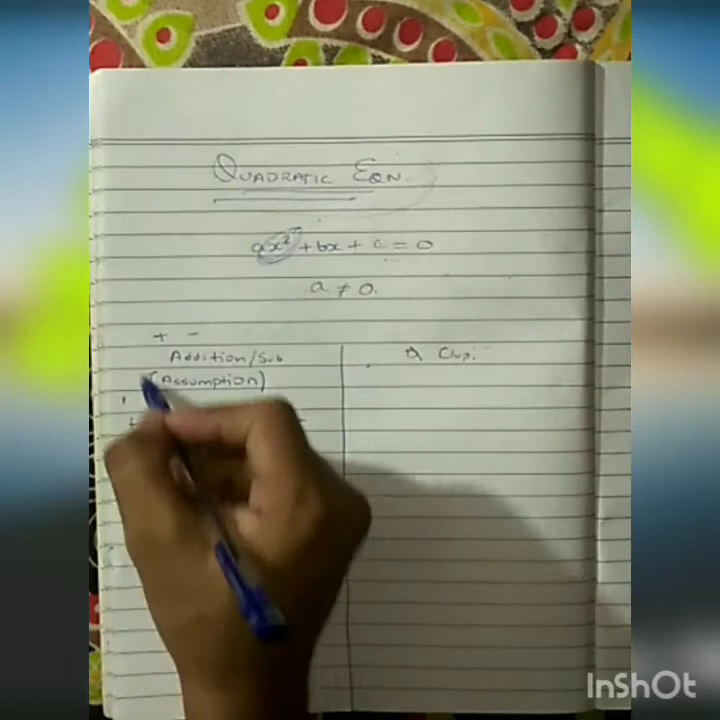 QUADRATIC EQN.
ax² + bx + c = 0
a ≠ 0.
+ -
Addition/Sub
(Assumption)
+
InShOt